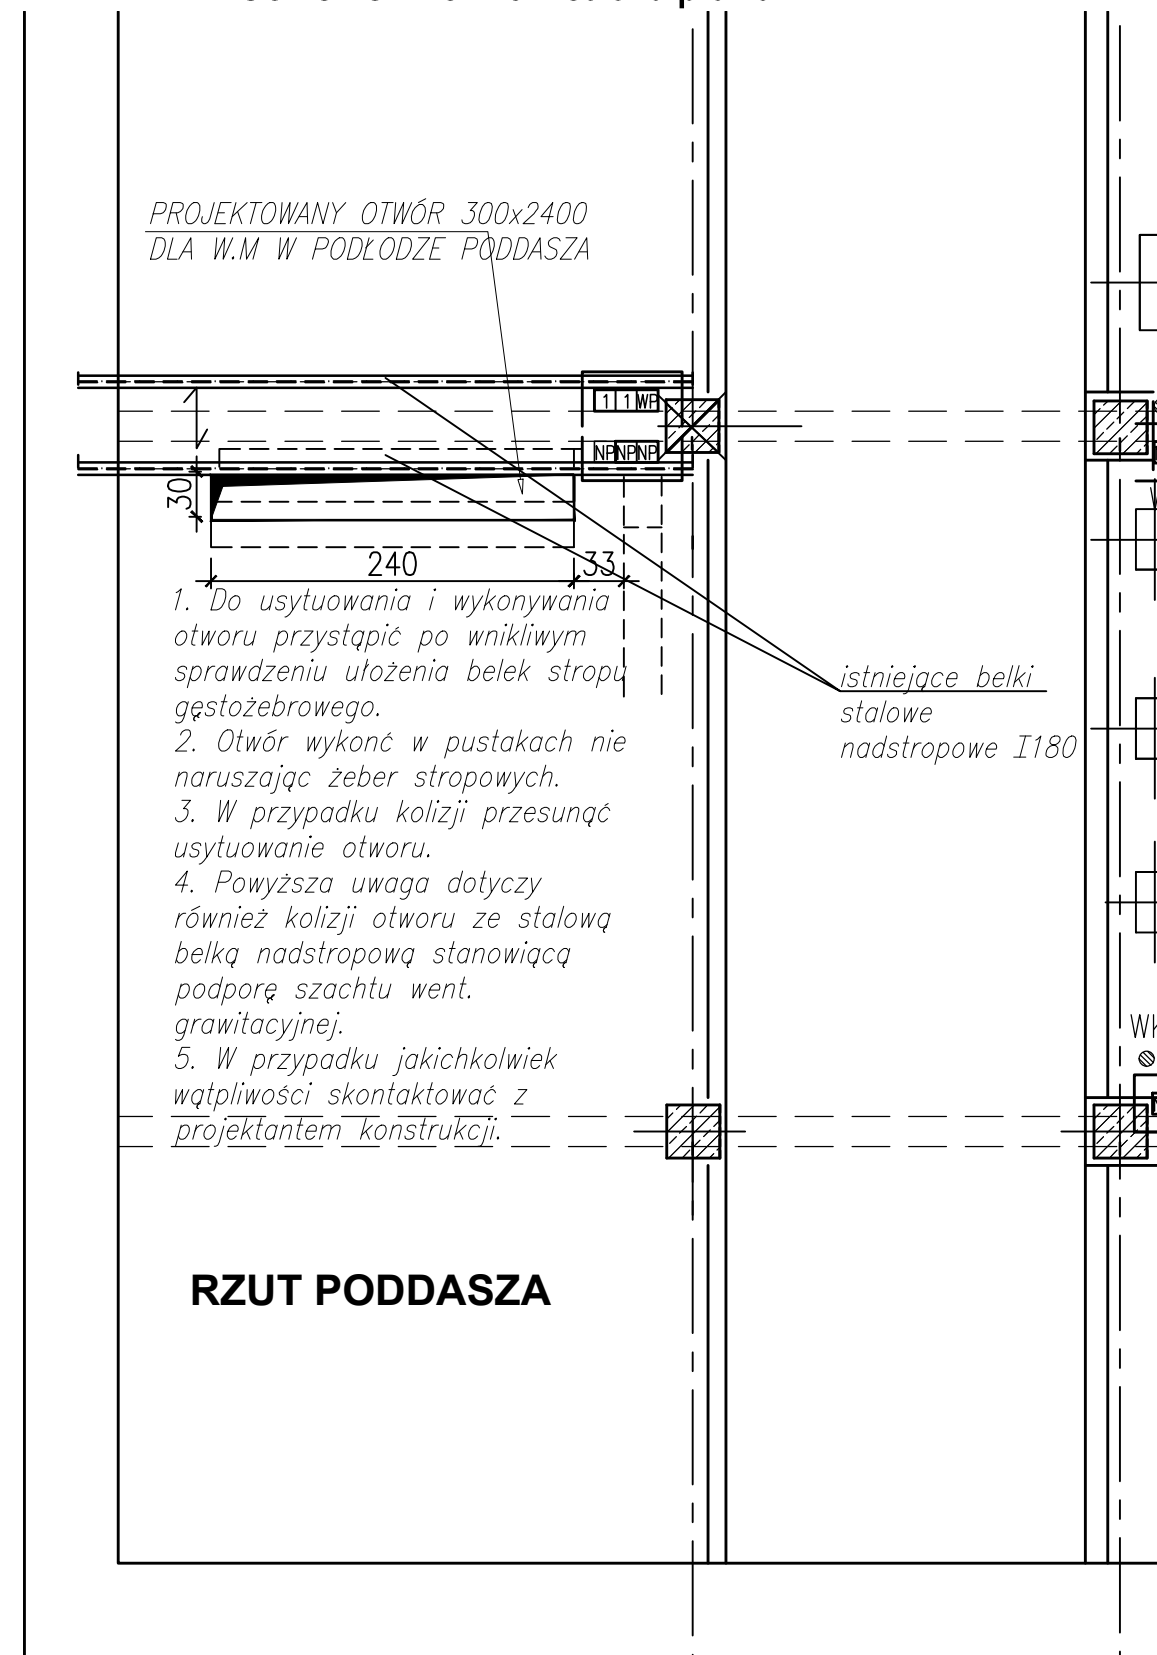 PROJEKTOWANY OTWÓR 300x2400
DLA W.M W PODŁODZE PODDASZA
1 1 WP
NP NP NP
30
240
33
1. Do usytuowania i wykonywania
otworu przystąpić po wnikliwym
sprawdzeniu ułożenia belek stropu
gęstożebrowego.
2. Otwór wykonć w pustakach nie
naruszając żeber stropowych.
3. W przypadku kolizji przesunąć
usytuowanie otworu.
4. Powyższa uwaga dotyczy
również kolizji otworu ze stalową
belką nadstropową stanowiącą
podporę szachtu went.
grawitacyjnej.
5. W przypadku jakichkolwiek
wątpliwości skontaktować z
projektantem konstrukcji.
istniejące belki
stalowe
nadstropowe I180
RZUT PODDASZA